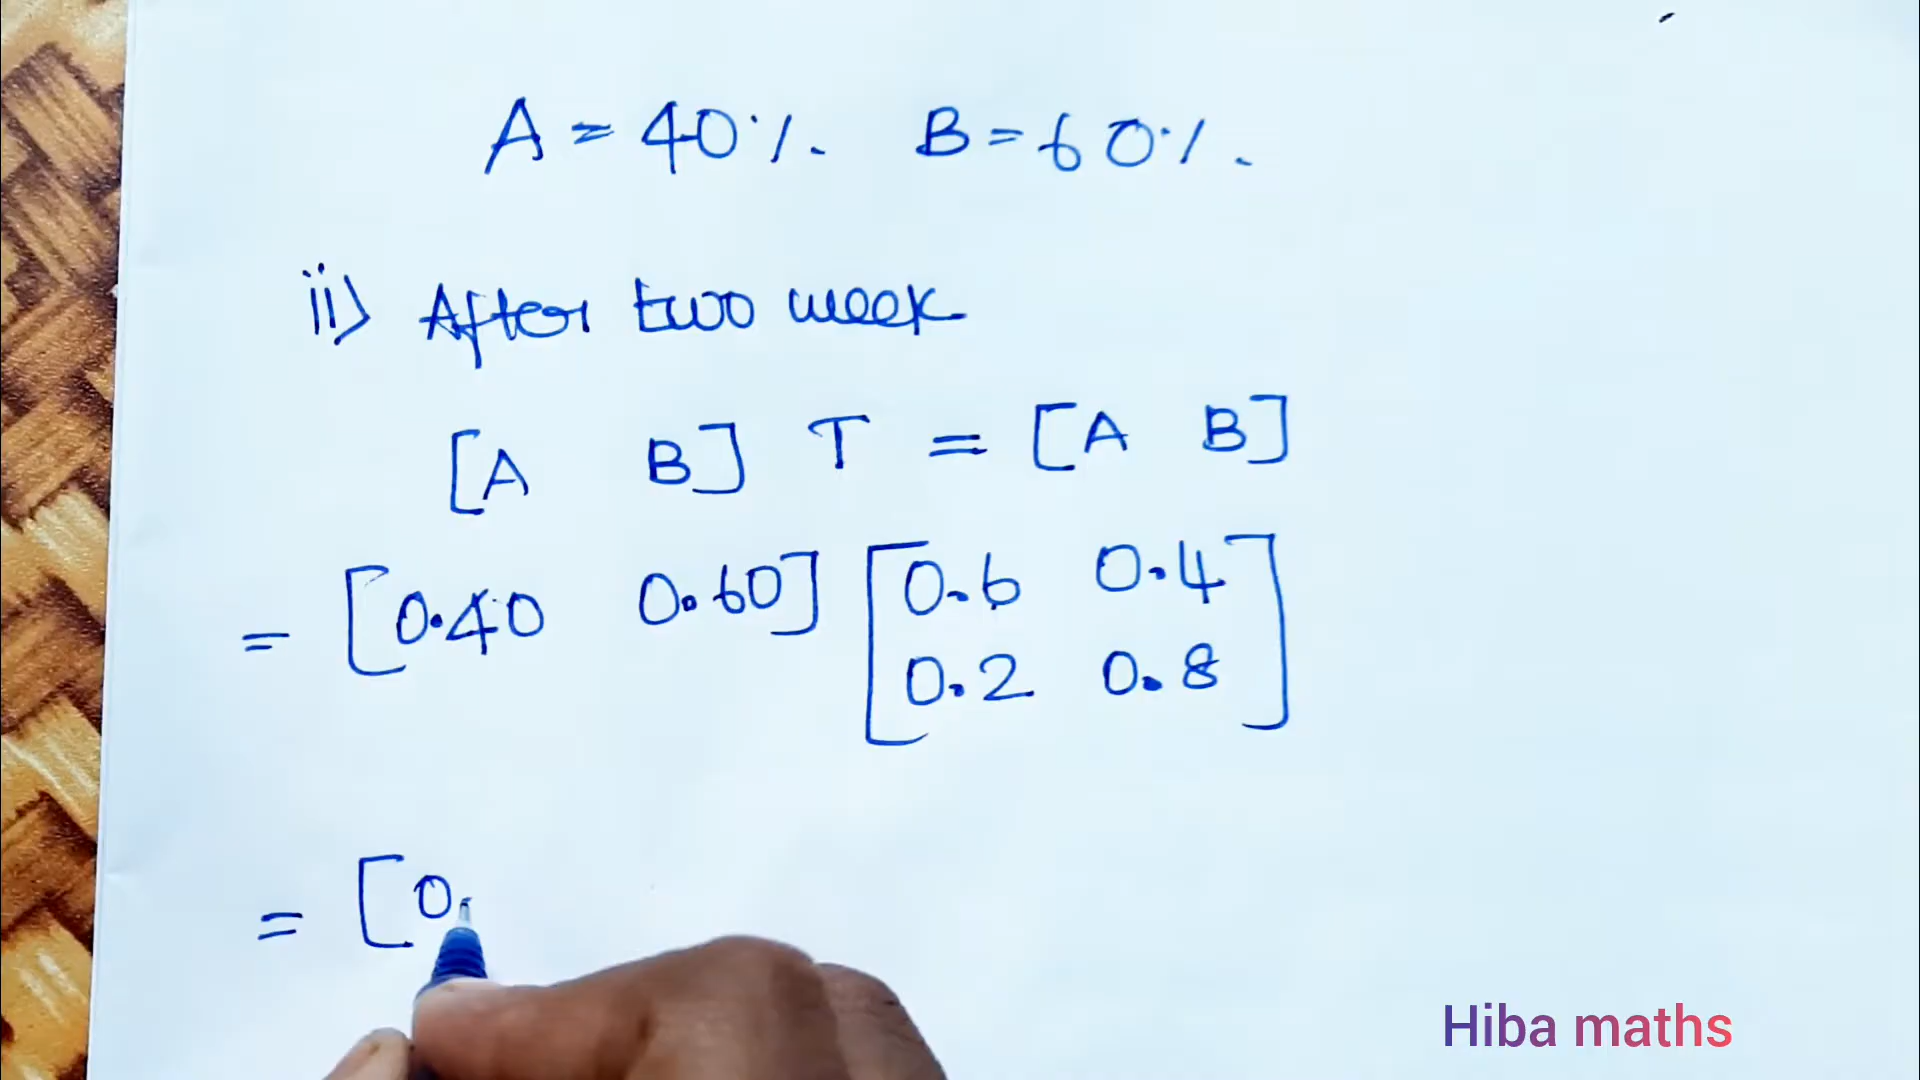 A = 40%. B = 60%.
ii) After two week
[A B] T = [A B]
= [0.40 0.60] [0.6 0.4
0.2 0.8]
= [0.
Hiba maths